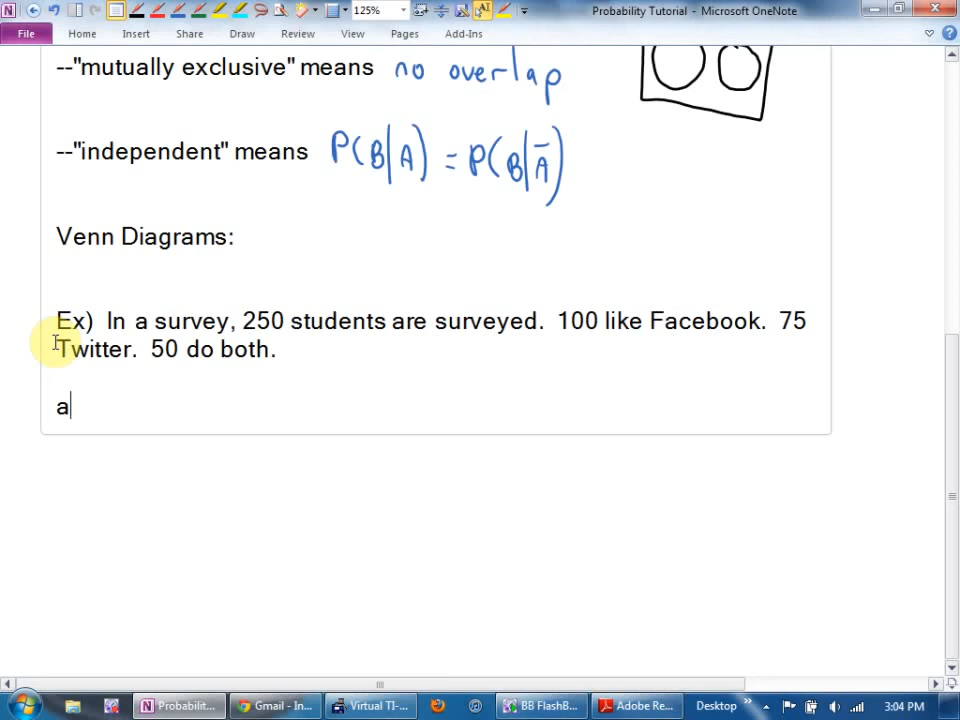 125%
Probability Tutorial - Microsoft OneNote
File Home Insert Share Draw Review View Pages Add-Ins
--"mutually exclusive" means no overlap
--"independent" means P(B|A) = P(B|A̅)
Venn Diagrams:
Ex) In a survey, 250 students are surveyed. 100 like Facebook. 75
Twitter. 50 do both.
a
Probabilit... Gmail - In... Virtual TI-... BB FlashB... Adobe Re... Desktop 3:04 PM